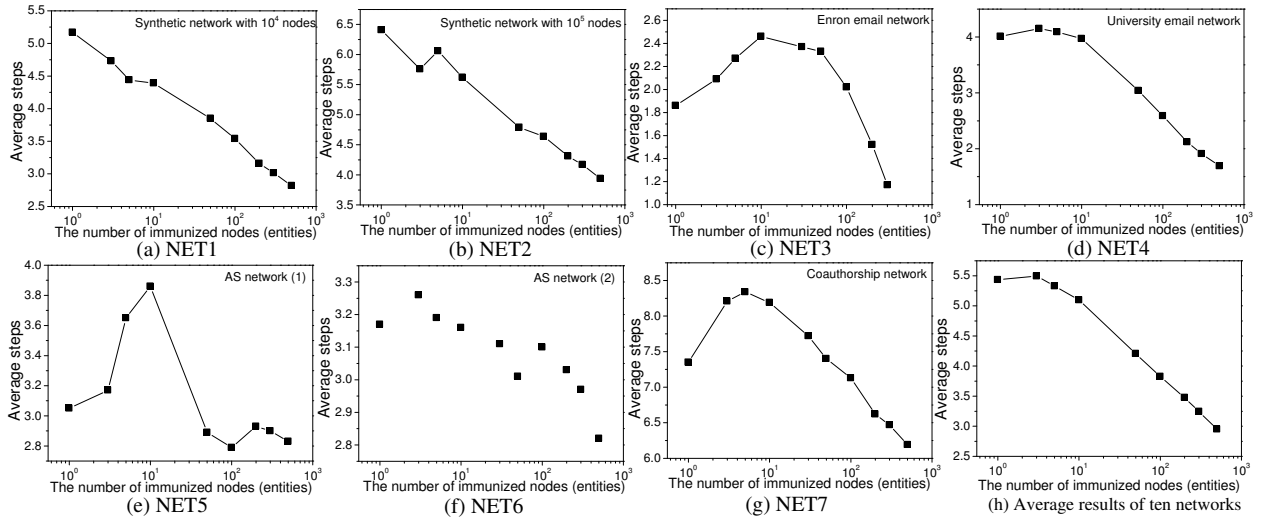 Synthetic network with 10⁴ nodes
Average steps
5.5
5.0
4.5
4.0
3.5
3.0
2.5
10⁰ 10¹ 10² 10³
The number of immunized nodes (entities)
(a) NET1
Synthetic network with 10⁵ nodes
Average steps
6.5
6.0
5.5
5.0
4.5
4.0
3.5
10⁰ 10¹ 10² 10³
The number of immunized nodes (entities)
(b) NET2
Enron email network
Average steps
2.6
2.4
2.2
2.0
1.8
1.6
1.4
1.2
1.0
10⁰ 10¹ 10² 10³
The number of immunized nodes (entities)
(c) NET3
University email network
Average steps
4
3
2
1
10⁰ 10¹ 10² 10³
The number of immunized nodes (entities)
(d) NET4
AS network (1)
Average steps
4.0
3.8
3.6
3.4
3.2
3.0
2.8
10⁰ 10¹ 10² 10³
The number of immunized nodes (entities)
(e) NET5
AS network (2)
Average steps
3.3
3.2
3.1
3.0
2.9
2.8
10⁰ 10¹ 10² 10³
The number of immunized nodes (entities)
(f) NET6
Coauthorship network
Average steps
8.5
8.0
7.5
7.0
6.5
6.0
10⁰ 10¹ 10² 10³
The number of immunized nodes (entities)
(g) NET7
Average steps
5.5
5.0
4.5
4.0
3.5
3.0
2.5
10⁰ 10¹ 10² 10³
The number of immunized nodes (entities)
(h) Average results of ten networks